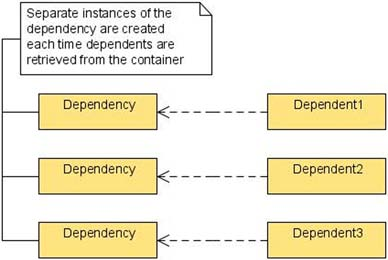 Separate instances of the
dependency are created
each time dependents are
retrieved from the container
Dependency
Dependent1
Dependency
Dependent2
Dependency
Dependent3